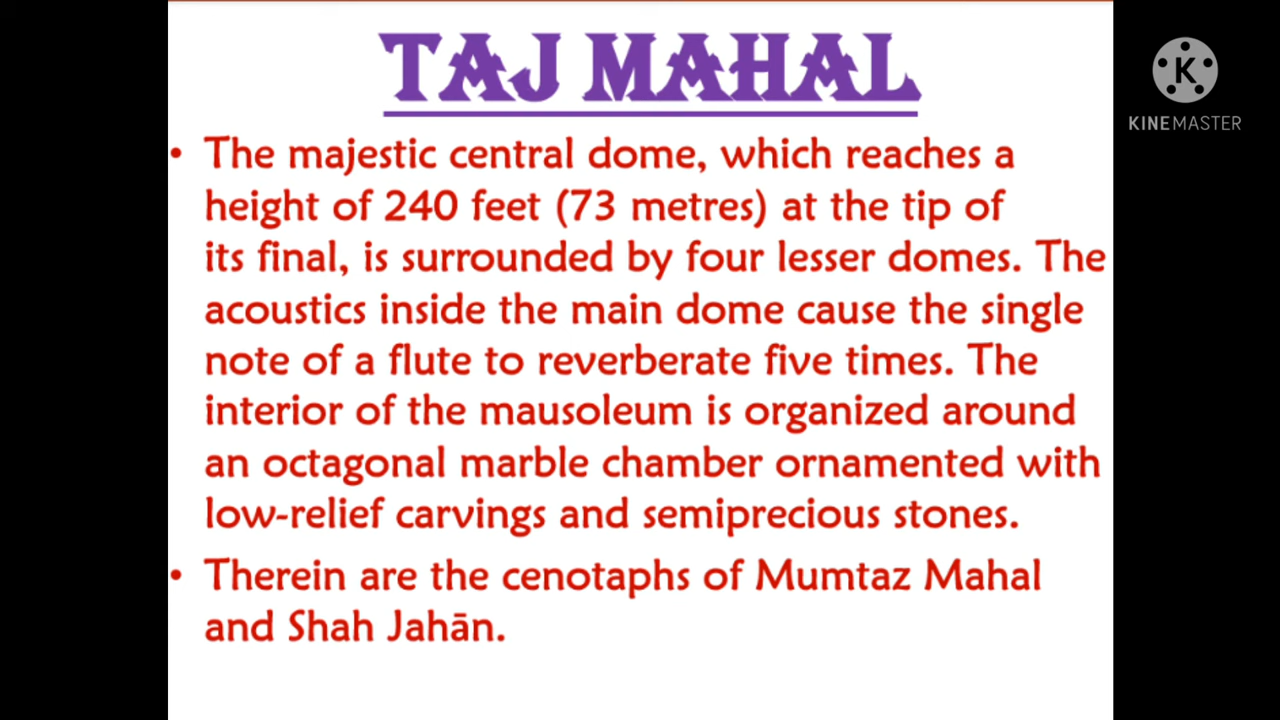 TAJ MAHAL
K
KINEMASTER
• The majestic central dome, which reaches a
height of 240 feet (73 metres) at the tip of
its final, is surrounded by four lesser domes. The
acoustics inside the main dome cause the single
note of a flute to reverberate five times. The
interior of the mausoleum is organized around
an octagonal marble chamber ornamented with
low-relief carvings and semiprecious stones.
• Therein are the cenotaphs of Mumtaz Mahal
and Shah Jahān.